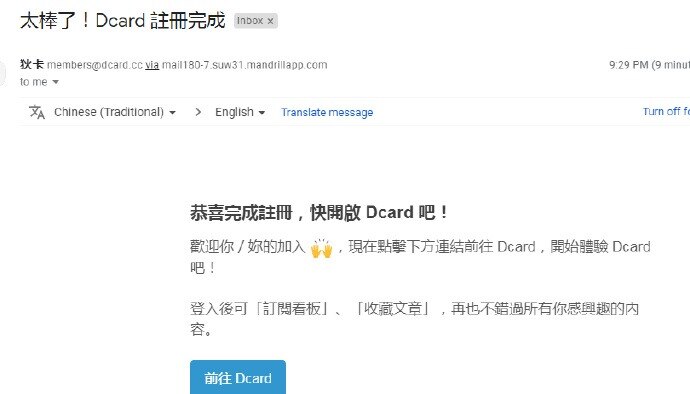 太棒了！Dcard 註冊完成 Inbox x
狄卡 members@dcard.cc via mail180-7.suw31.mandrillapp.com 9:29 PM (9 minut
to me
Chinese (Traditional) > English Translate message Turn off fo
恭喜完成註冊，快開啟 Dcard 吧！
歡迎你 / 妳的加入 🙌，現在點擊下方連結前往 Dcard，開始體驗 Dcard
吧！
登入後可「訂閱看板」、「收藏文章」，再也不錯過所有你感興趣的內
容。
前往 Dcard